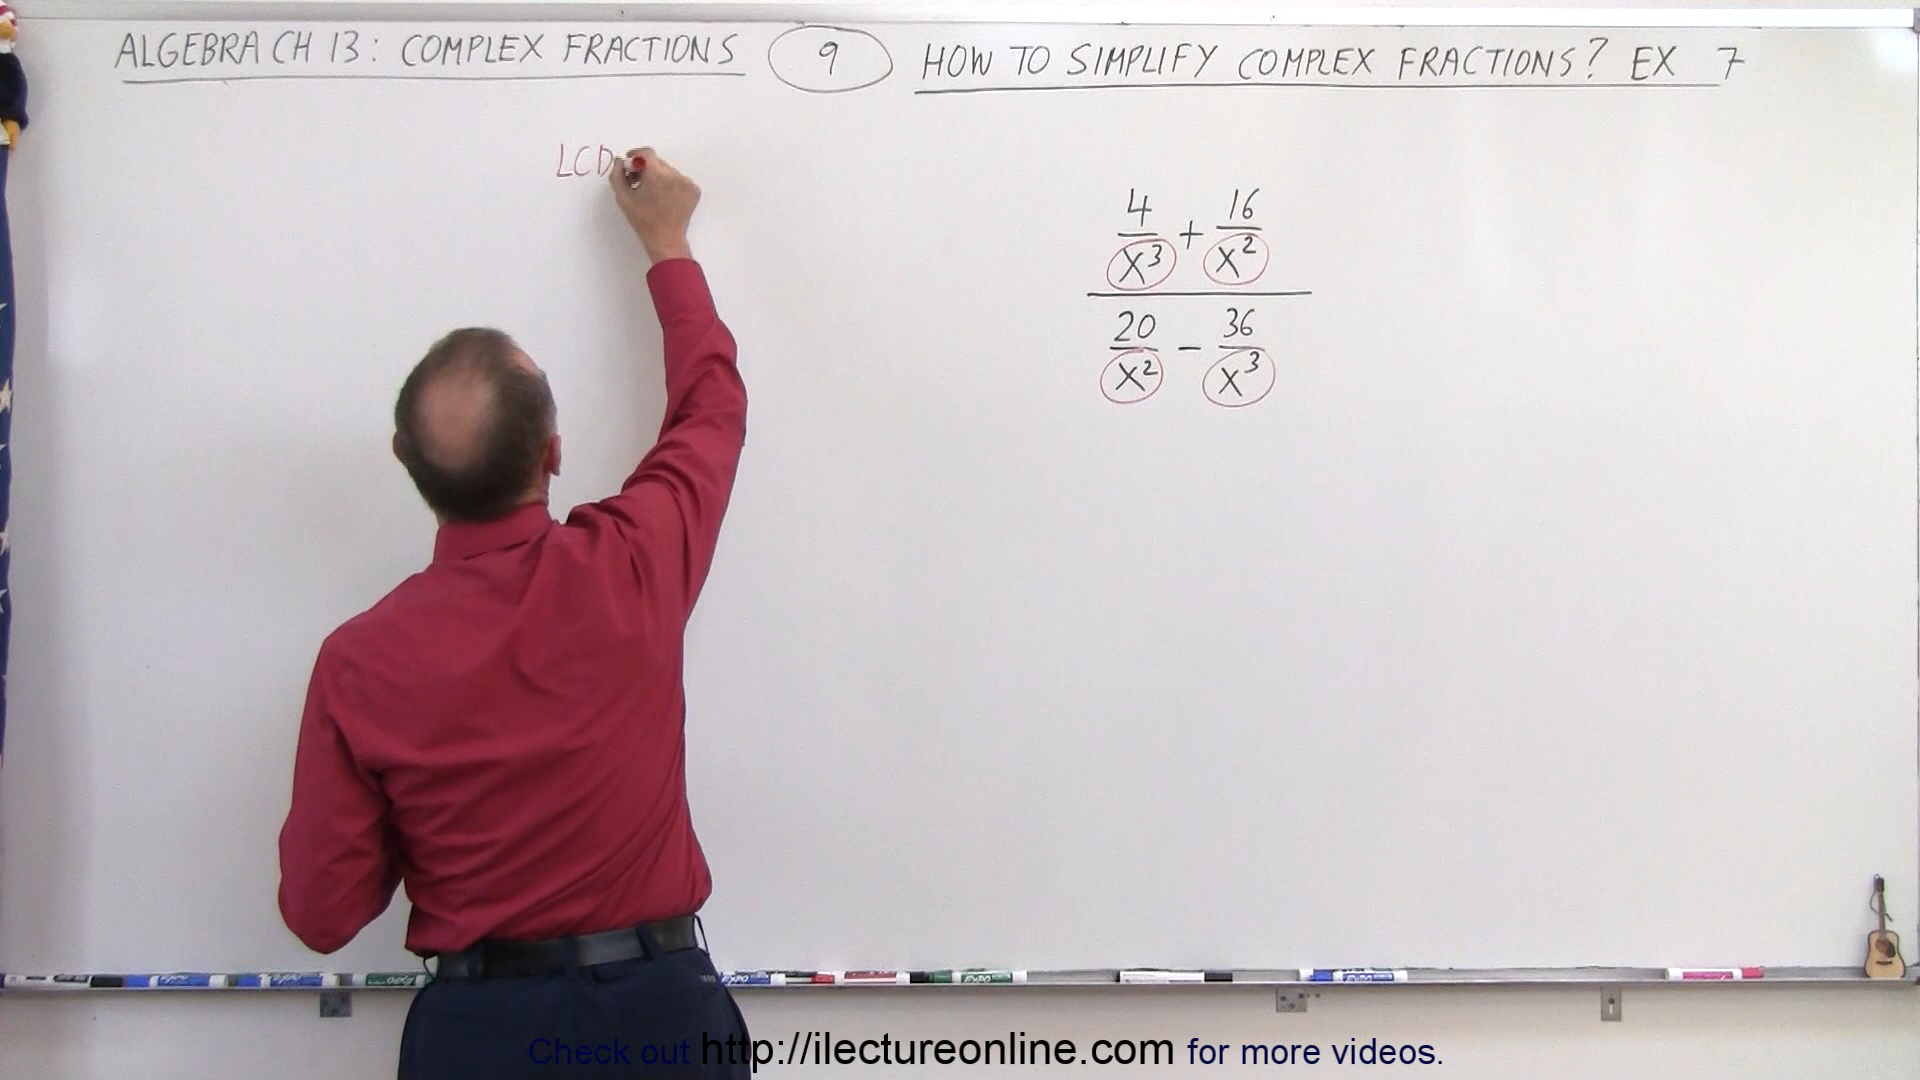 ALGEBRA CH 13: COMPLEX FRACTIONS 9 HOW TO SIMPLIFY COMPLEX FRACTIONS? EX 7
LCD
4 16
+
x³ x²
20 36
−
x² x³
EXPO
Check out http://ilectureonline.com for more videos.